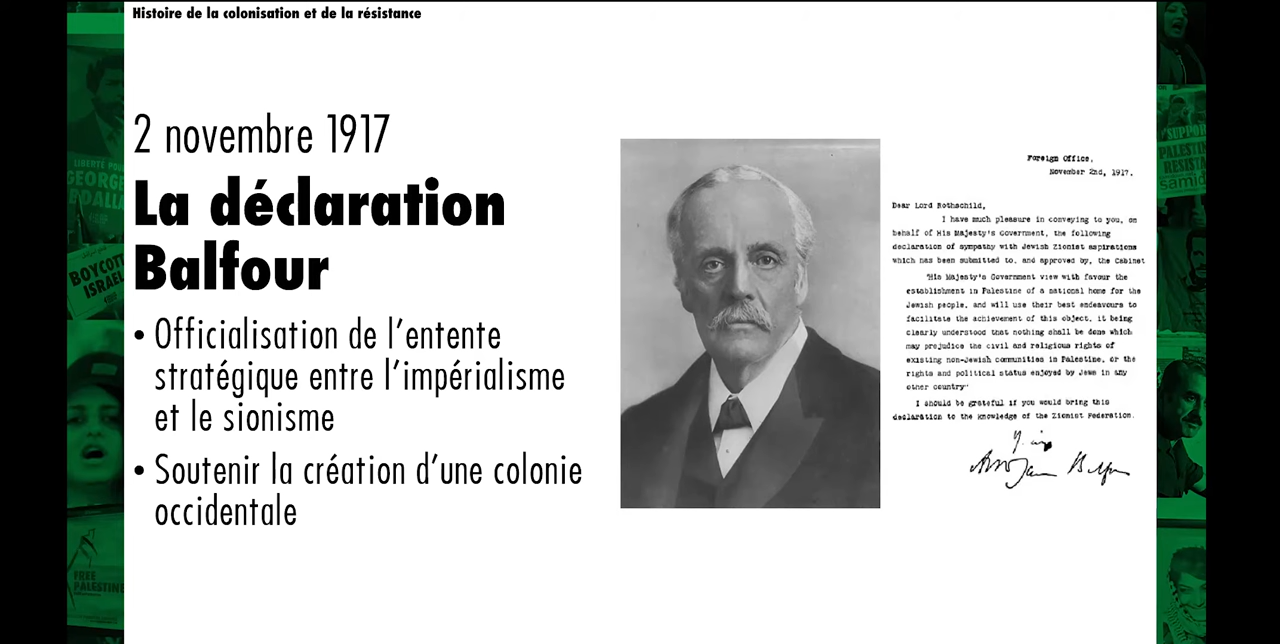 Histoire de la colonisation et de la résistance
2 novembre 1917
La déclaration
Balfour
• Officialisation de l'entente
stratégique entre l'impérialisme
et le sionisme
• Soutenir la création d'une colonie
occidentale
Foreign Office,
November 2nd, 1917.
Dear Lord Rothschild,
I have much pleasure in conveying to you, on
behalf of His Majesty's Government, the following
declaration of sympathy with Jewish Zionist aspirations
which has been submitted to, and approved by, the Cabinet
"His Majesty's Government view with favour the
establishment in Palestine of a national home for the
Jewish people, and will use their best endeavours to
facilitate the achievement of this object, it being
clearly understood that nothing shall be done which
may prejudice the civil and religious rights of
existing non-Jewish communities in Palestine, or the
rights and political status enjoyed by Jews in any
other country"
I should be grateful if you would bring this
declaration to the knowledge of the Zionist Federation.
GEORGE
BOYCOTT
ISRAEL
FREE
PALESTINE